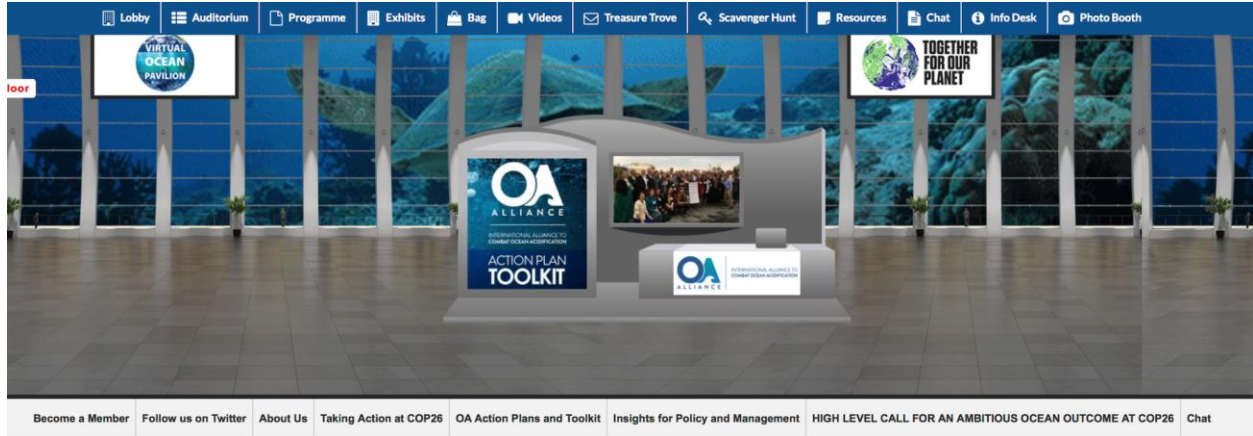 Lobby
Auditorium
Programme
Exhibits
Bag
Videos
Treasure Trove
Scavenger Hunt
Resources
Chat
Info Desk
Photo Booth
VIRTUAL
OCEAN
PAVILION
TOGETHER
FOR OUR
PLANET
loor
OA
ALLIANCE
INTERNATIONAL ALLIANCE TO
COMBAT OCEAN ACIDIFICATION
ACTION PLAN
TOOLKIT
OA
ALLIANCE
INTERNATIONAL ALLIANCE TO
COMBAT OCEAN ACIDIFICATION
Become a Member
Follow us on Twitter
About Us
Taking Action at COP26
OA Action Plans and Toolkit
Insights for Policy and Management
HIGH LEVEL CALL FOR AN AMBITIOUS OCEAN OUTCOME AT COP26
Chat